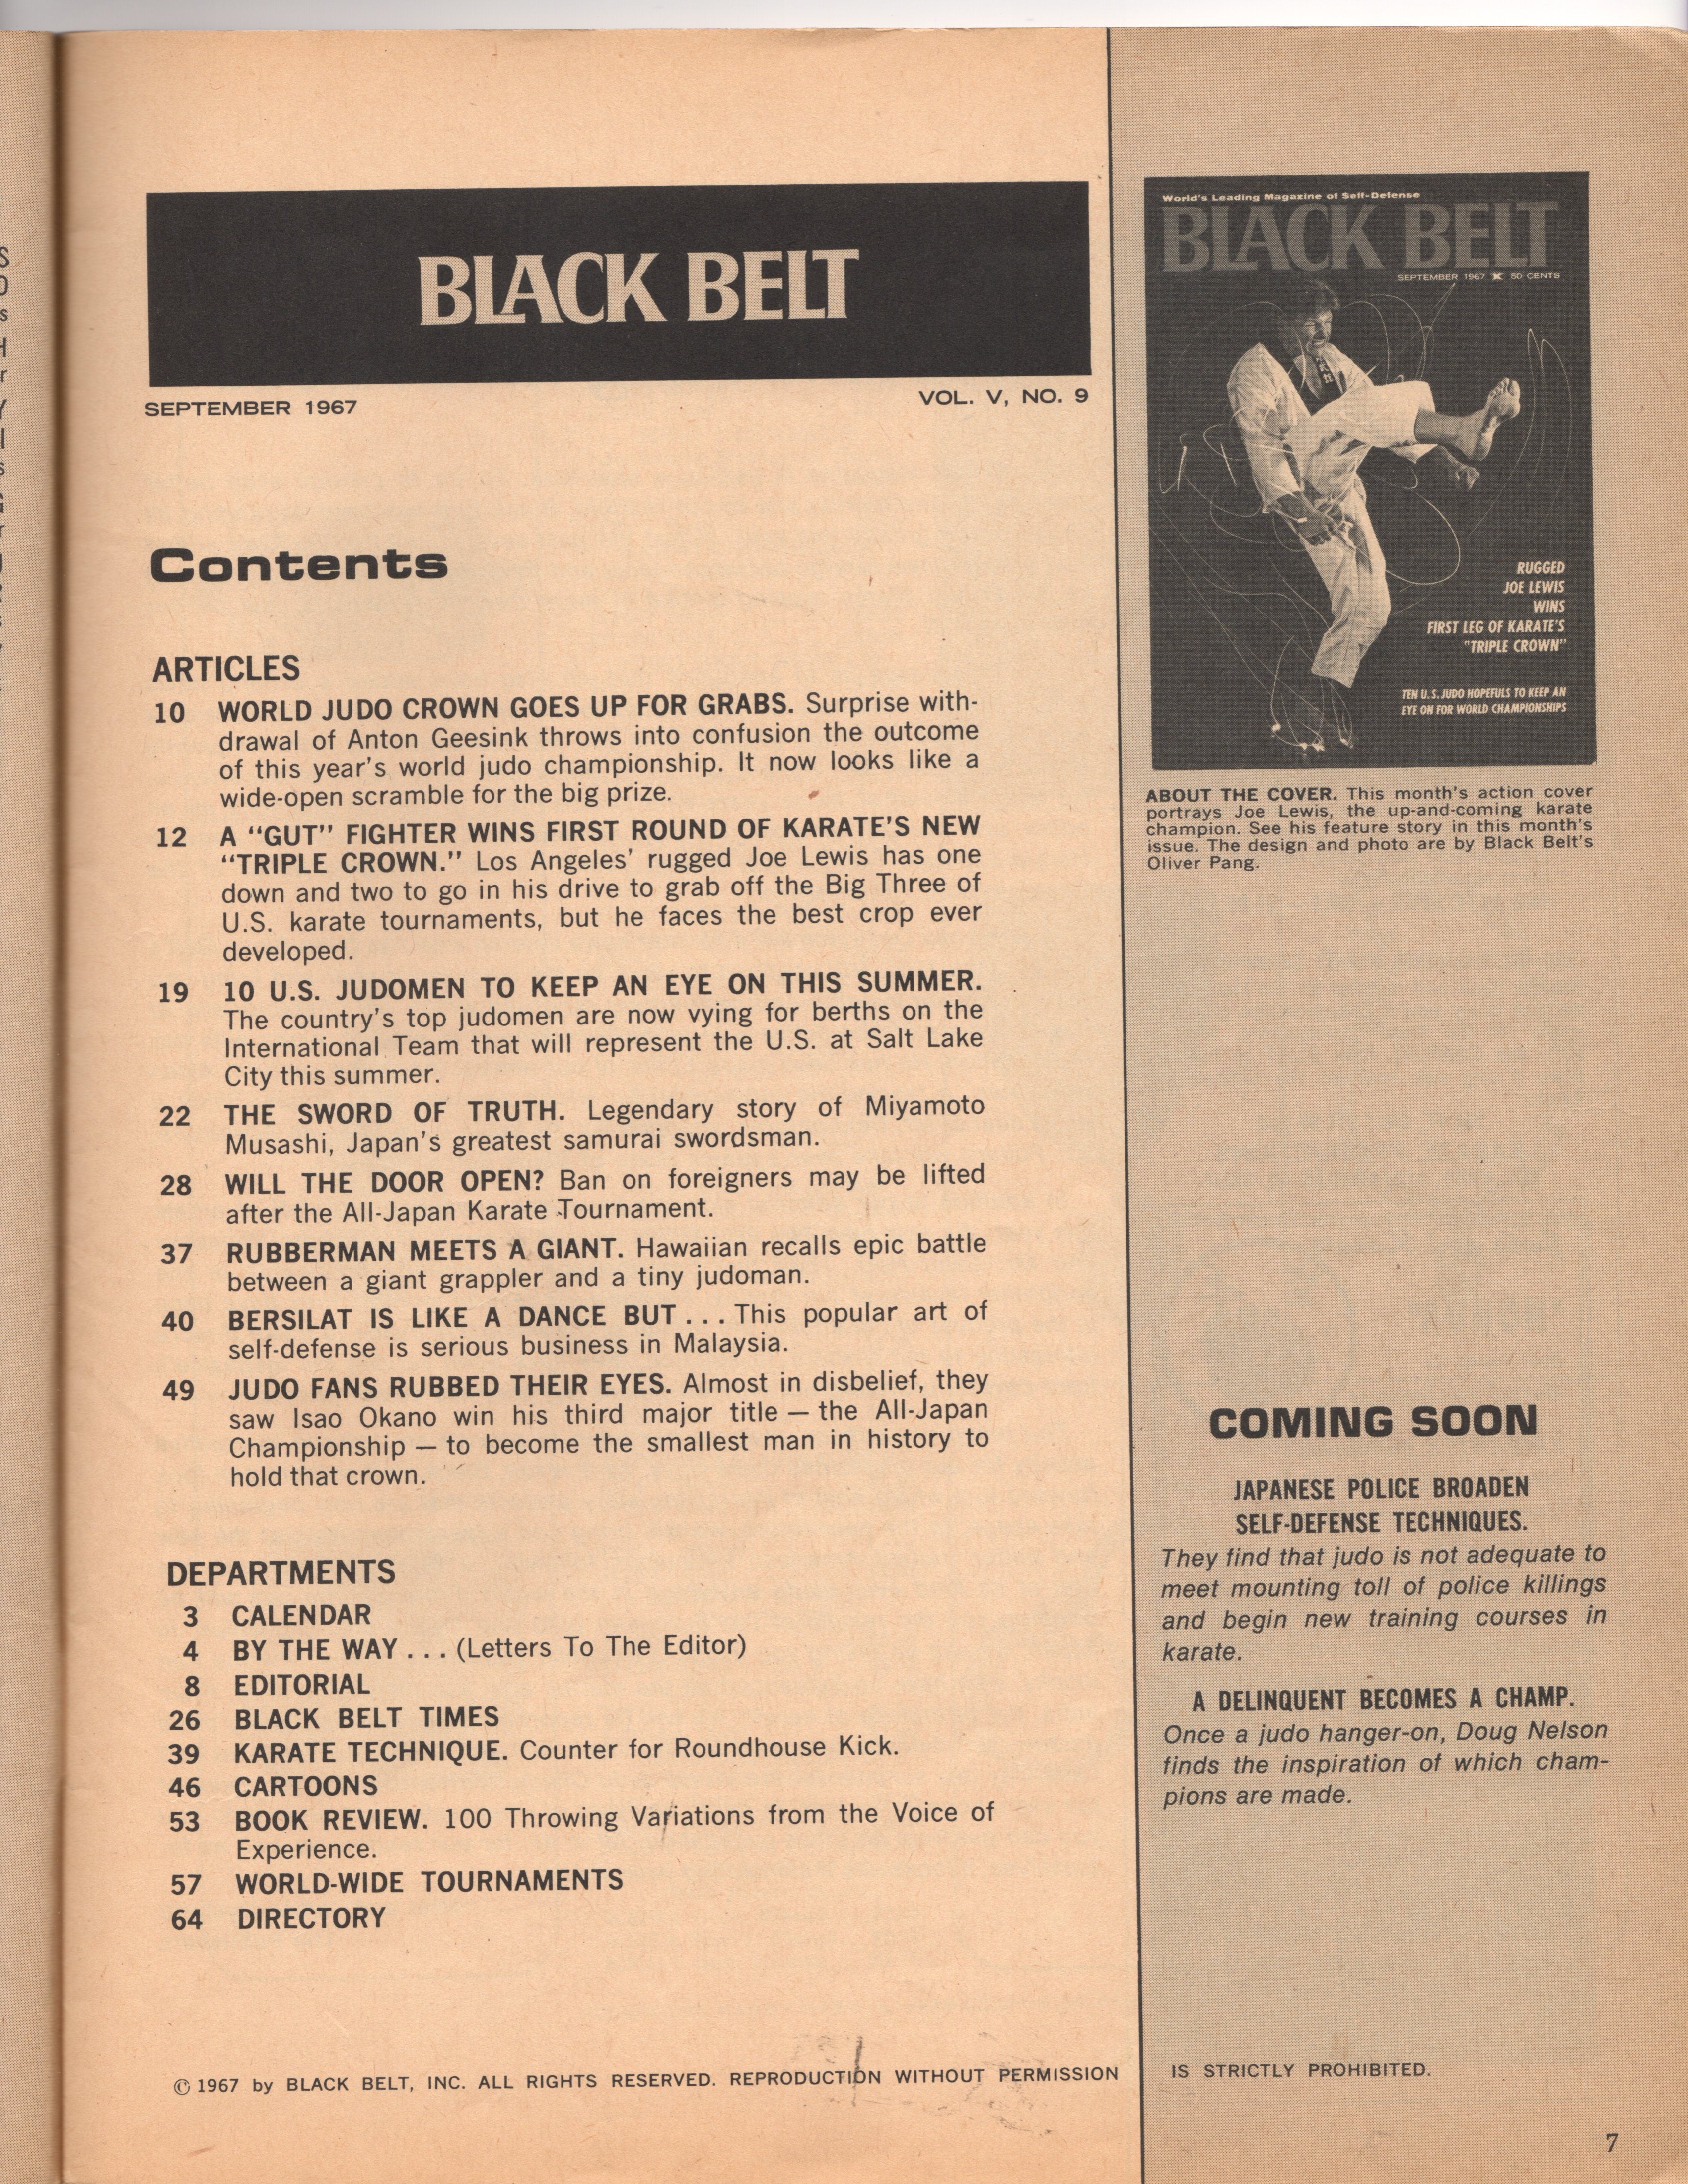 BLACK BELT
SEPTEMBER 1967
VOL. V, NO. 9
Contents
ARTICLES
10 WORLD JUDO CROWN GOES UP FOR GRABS. Surprise with-
drawal of Anton Geesink throws into confusion the outcome
of this year's world judo championship. It now looks like a
wide-open scramble for the big prize.
12 A “GUT” FIGHTER WINS FIRST ROUND OF KARATE'S NEW
“TRIPLE CROWN.” Los Angeles' rugged Joe Lewis has one
down and two to go in his drive to grab off the Big Three of
U.S. karate tournaments, but he faces the best crop ever
developed.
19 10 U.S. JUDOMEN TO KEEP AN EYE ON THIS SUMMER.
The country's top judomen are now vying for berths on the
International Team that will represent the U.S. at Salt Lake
City this summer.
22 THE SWORD OF TRUTH. Legendary story of Miyamoto
Musashi, Japan's greatest samurai swordsman.
28 WILL THE DOOR OPEN? Ban on foreigners may be lifted
after the All-Japan Karate Tournament.
37 RUBBERMAN MEETS A GIANT. Hawaiian recalls epic battle
between a giant grappler and a tiny judoman.
40 BERSILAT IS LIKE A DANCE BUT . . . This popular art of
self-defense is serious business in Malaysia.
49 JUDO FANS RUBBED THEIR EYES. Almost in disbelief, they
saw Isao Okano win his third major title — the All-Japan
Championship — to become the smallest man in history to
hold that crown.
DEPARTMENTS
3 CALENDAR
4 BY THE WAY . . . (Letters To The Editor)
8 EDITORIAL
26 BLACK BELT TIMES
39 KARATE TECHNIQUE. Counter for Roundhouse Kick.
46 CARTOONS
53 BOOK REVIEW. 100 Throwing Variations from the Voice of
Experience.
57 WORLD-WIDE TOURNAMENTS
64 DIRECTORY
World's Leading Magazine of Self-Defense
BLACK BELT
SEPTEMBER 1967 50 CENTS
RUGGED
JOE LEWIS
WINS
FIRST LEG OF KARATE'S
"TRIPLE CROWN"
TEN U.S. JUDO HOPEFULS TO KEEP AN
EYE ON FOR WORLD CHAMPIONSHIPS
ABOUT THE COVER. This month's action cover
portrays Joe Lewis, the up-and-coming karate
champion. See his feature story in this month's
issue. The design and photo are by Black Belt's
Oliver Pang.
COMING SOON
JAPANESE POLICE BROADEN
SELF-DEFENSE TECHNIQUES.
They find that judo is not adequate to
meet mounting toll of police killings
and begin new training courses in
karate.
A DELINQUENT BECOMES A CHAMP.
Once a judo hanger-on, Doug Nelson
finds the inspiration of which cham-
pions are made.
© 1967 by BLACK BELT, INC. ALL RIGHTS RESERVED. REPRODUCTION WITHOUT PERMISSION IS STRICTLY PROHIBITED.
7